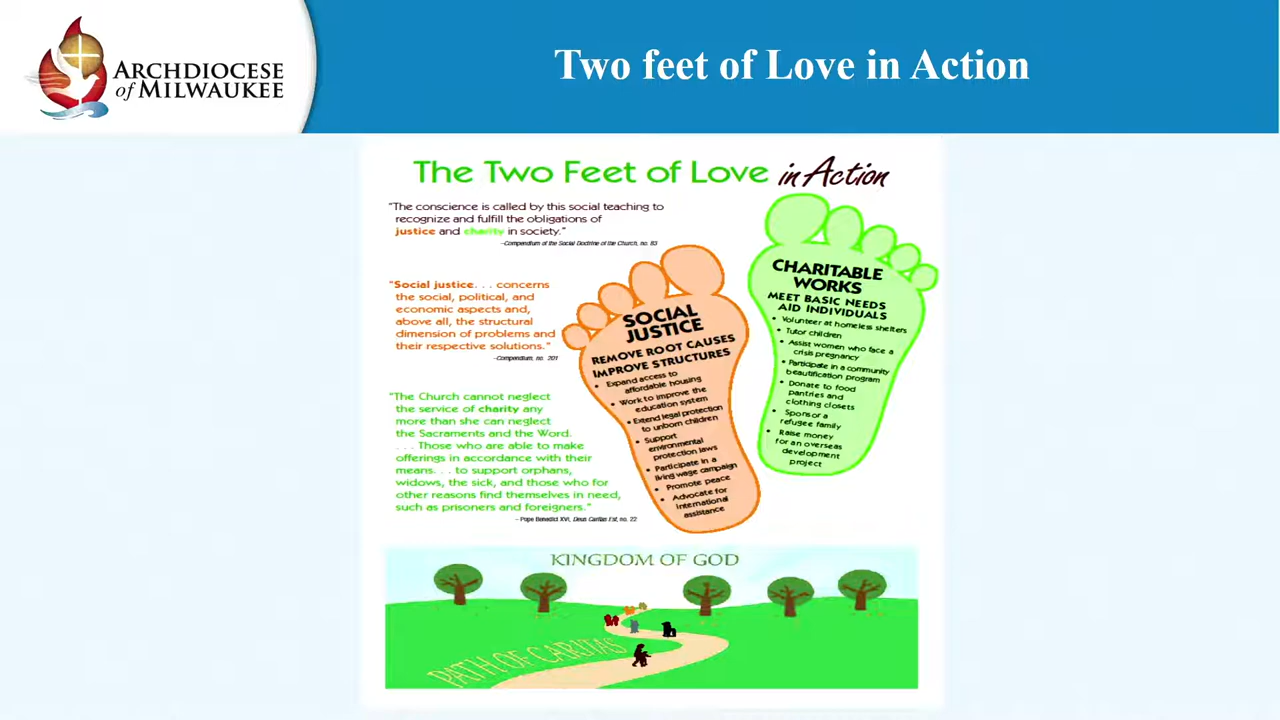 ARCHDIOCESE
of MILWAUKEE
Two feet of Love in Action
The Two Feet of Love in Action
"The conscience is called by this social teaching to
recognize and fulfill the obligations of
justice and charity in society."
–Compendium of the Social Doctrine of the Church, no. 83
"Social justice. . . concerns
the social, political, and
economic aspects and,
above all, the structural
dimension of problems and
their respective solutions."
–Compendium, no. 201
"The Church cannot neglect
the service of charity any
more than she can neglect
the Sacraments and the Word.
. . . Those who are able to make
offerings in accordance with their
means. . . to support orphans,
widows, the sick, and those who for
other reasons find themselves in need,
such as prisoners and foreigners."
– Pope Benedict XVI, Deus Caritas Est, no. 22
SOCIAL
JUSTICE
REMOVE ROOT CAUSES
IMPROVE STRUCTURES
• Expand access to
affordable housing
• Work to improve the
education system
• Extend legal protection
to unborn children
• Support
environmental
protection laws
• Participate in a
living wage campaign
• Promote peace
• Advocate for
international
assistance
CHARITABLE
WORKS
MEET BASIC NEEDS
AID INDIVIDUALS
• Volunteer at homeless shelters
• Tutor children
• Assist women who face a
crisis pregnancy
• Participate in a community
beautification program
• Donate to food
pantries and
clothing closets
• Sponsor a
refugee family
• Raise money
for an overseas
development
project
KINGDOM OF GOD
PATH OF CARITAS